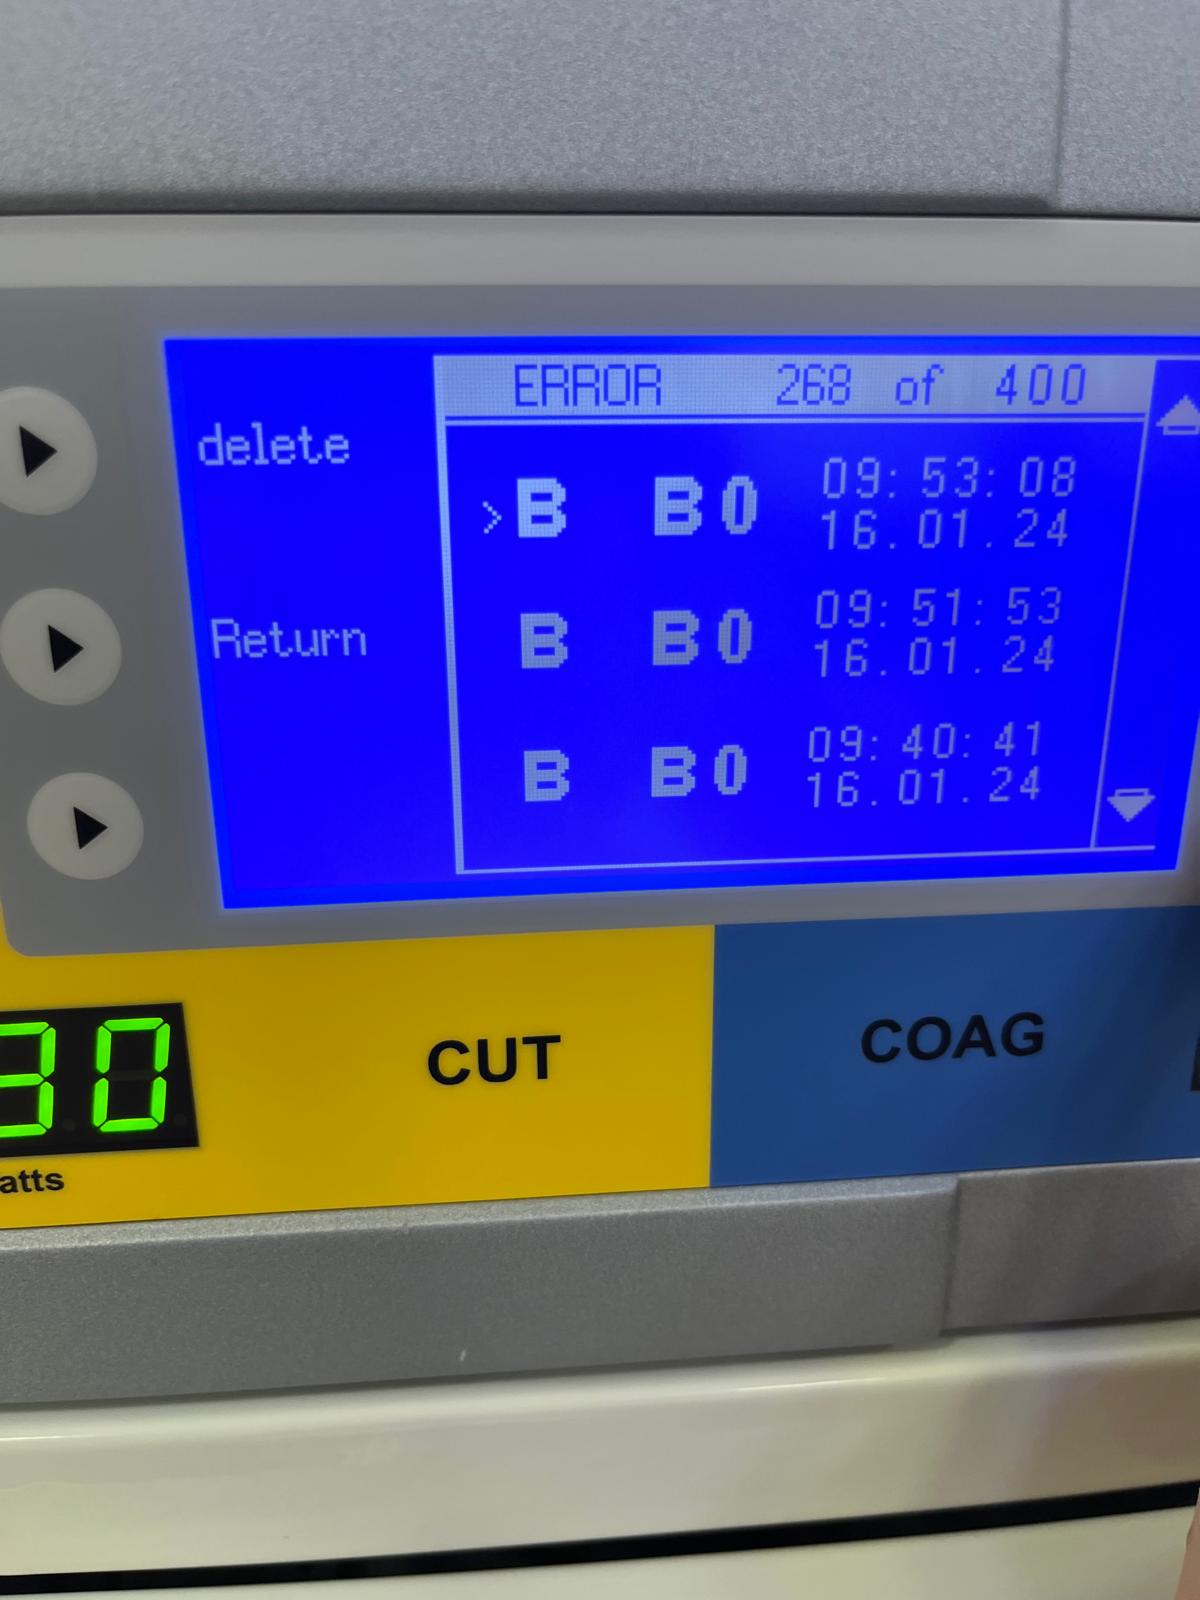 ERROR 268 of 400
delete
>B B0 09:53:08
16.01.24
Return
B B0 09:51:53
16.01.24
B B0 09:40:41
16.01.24
CUT
COAG
30
atts